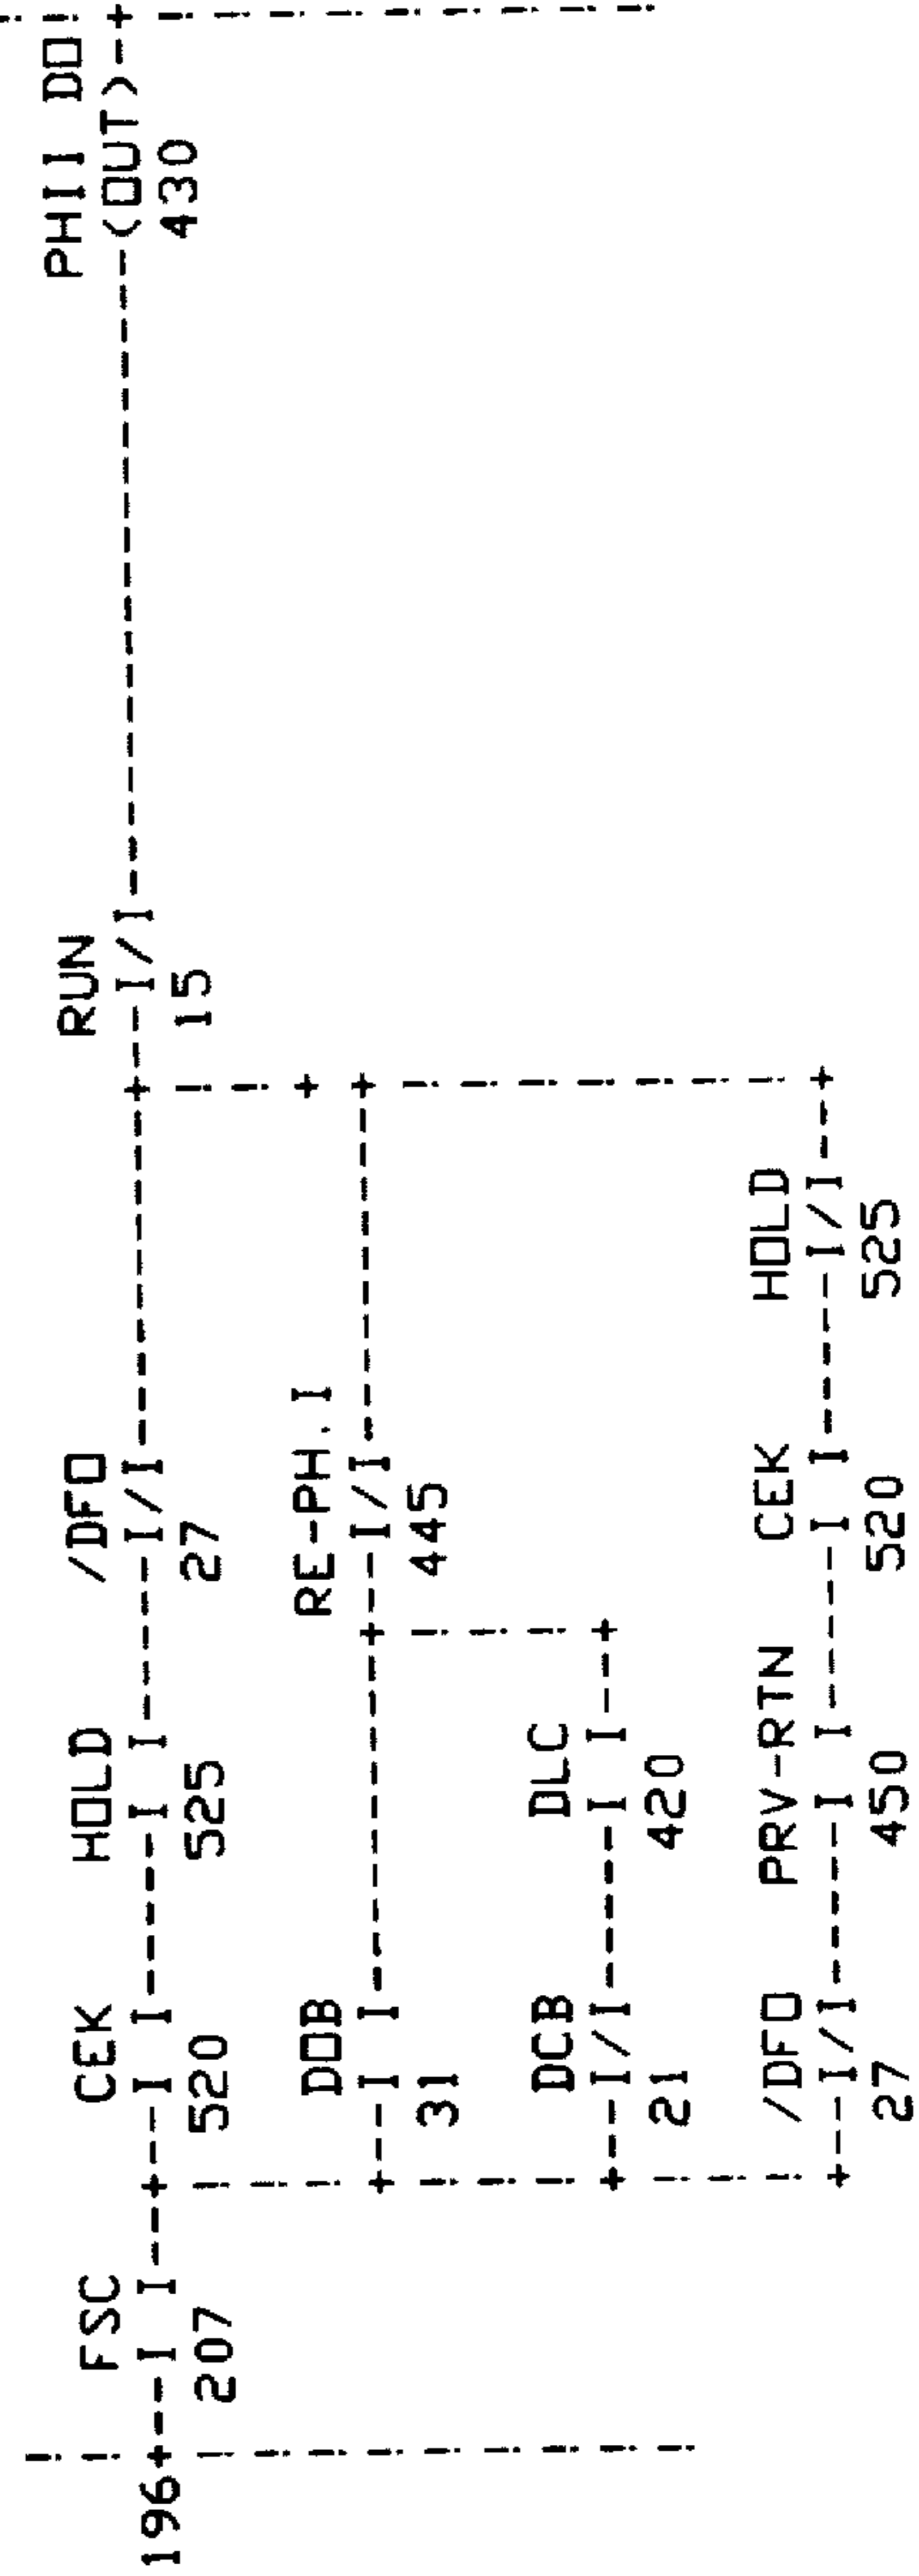 FSC CEK HOLD /DFO RUN PHII DO
196+--I I--+--I I-----I I-----I/I------------+--I/I--------------------(OUT)-+
207 520 525 27 15 430
DOB RE-PH.I
+--I I---------------+--I/I------------+
31 445
DCB DLC
+--I/I-----I I--+
21 420
/DFO PRV-RTN CEK HOLD
+--I/I-----I I-----I I-----I/I--+
27 450 520 525